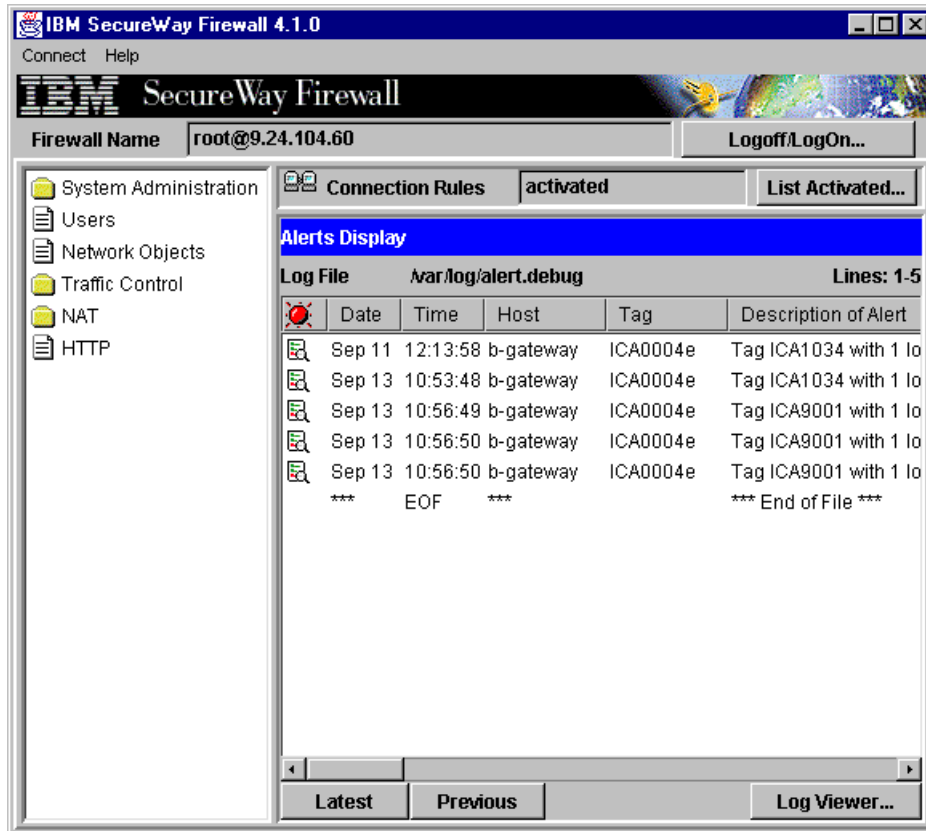 IBM SecureWay Firewall 4.1.0
Connect Help
IBM SecureWay Firewall
Firewall Name root@9.24.104.60 Logoff/LogOn...
System Administration
Users
Network Objects
Traffic Control
NAT
HTTP
Connection Rules activated List Activated...
Alerts Display
Log File /var/log/alert.debug Lines: 1-5
Date Time Host Tag Description of Alert
Sep 11 12:13:58 b-gateway ICA0004e Tag ICA1034 with 1 lo
Sep 13 10:53:48 b-gateway ICA0004e Tag ICA1034 with 1 lo
Sep 13 10:56:49 b-gateway ICA0004e Tag ICA9001 with 1 lo
Sep 13 10:56:50 b-gateway ICA0004e Tag ICA9001 with 1 lo
Sep 13 10:56:50 b-gateway ICA0004e Tag ICA9001 with 1 lo
*** EOF *** *** End of File ***
Latest Previous Log Viewer...